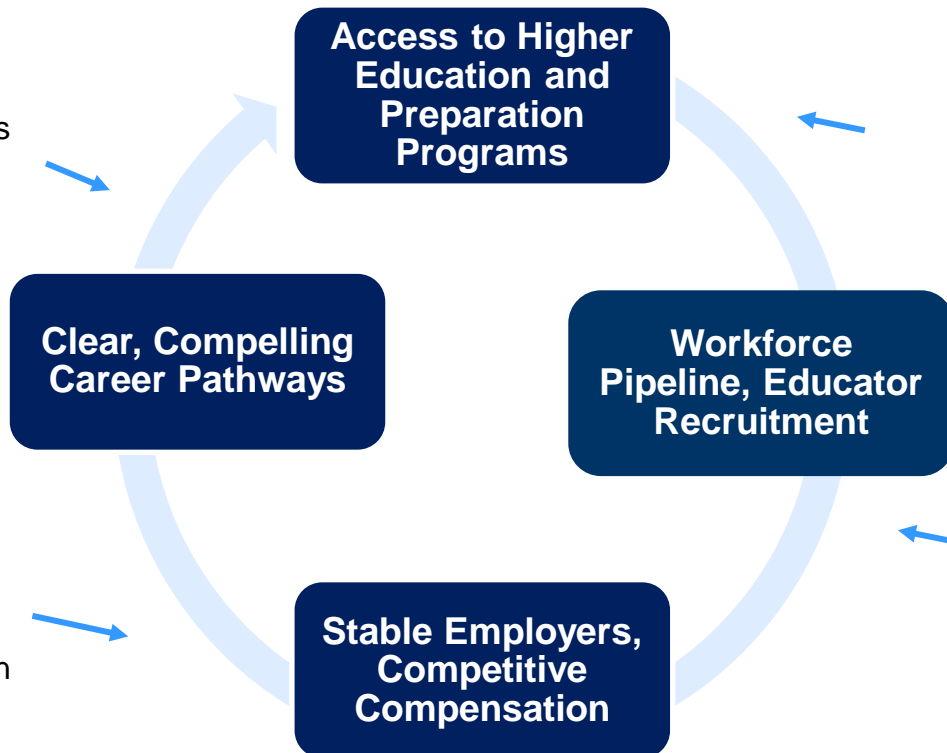 Access to Higher
Education and
Preparation
Programs
s
Clear, Compelling
Career Pathways
Workforce
Pipeline, Educator
Recruitment
Stable Employers,
Competitive
Compensation